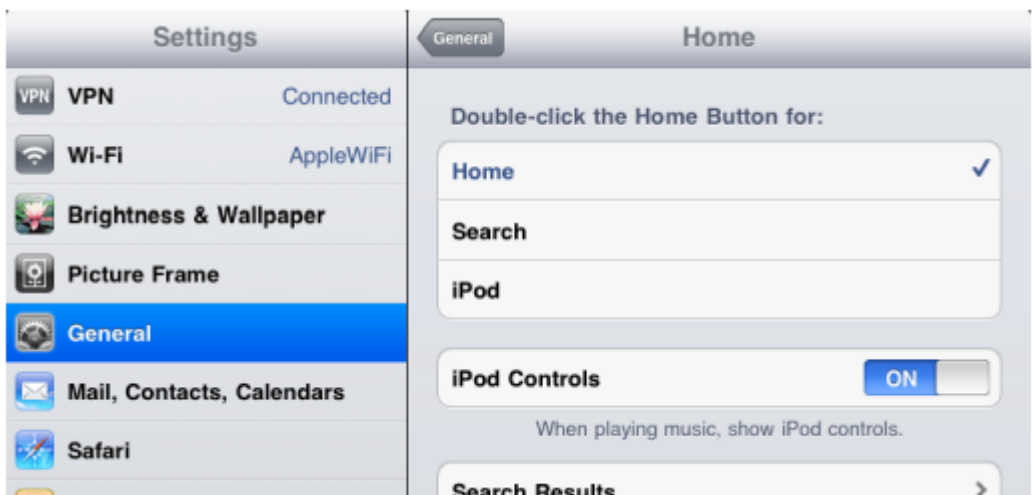 Settings
VPN VPN Connected
Wi-Fi AppleWiFi
Brightness & Wallpaper
Picture Frame
General
Mail, Contacts, Calendars
Safari
General Home
Double-click the Home Button for:
Home
Search
iPod
iPod Controls ON
When playing music, show iPod controls.
Search Results